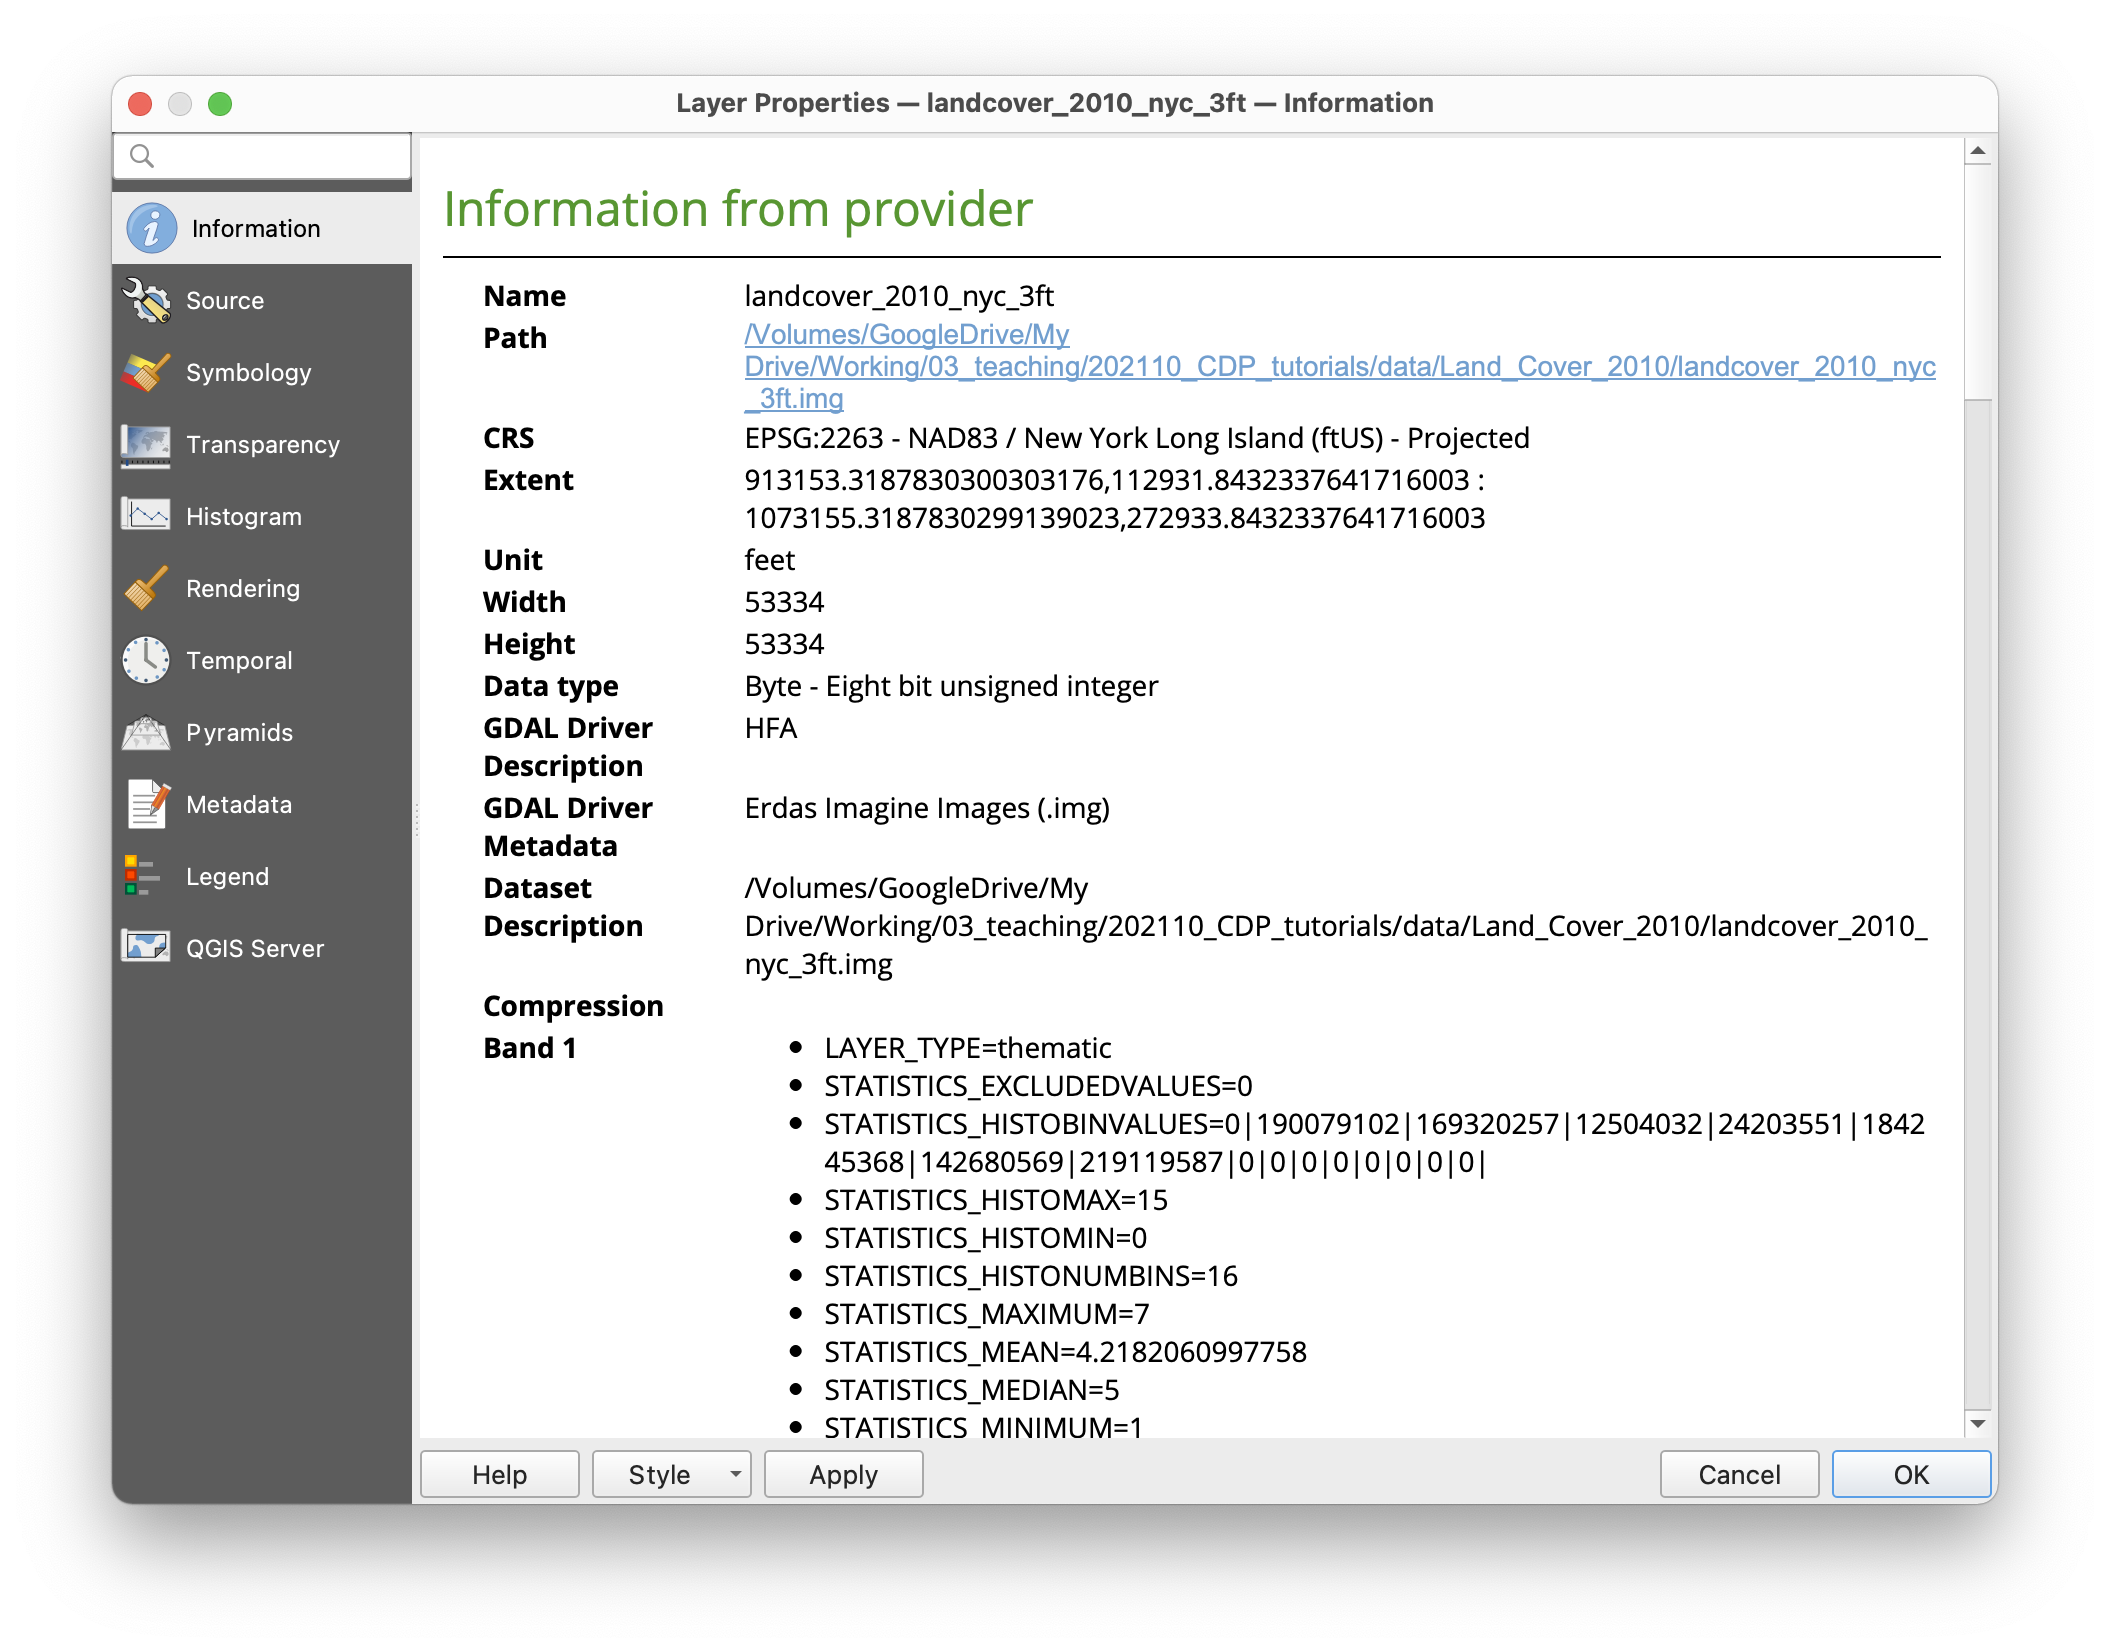 Layer Properties — landcover_2010_nyc_3ft — Information
Information
Source
Symbology
Transparency
Histogram
Rendering
Temporal
Pyramids
Metadata
Legend
QGIS Server
Information from provider
Name landcover_2010_nyc_3ft
Path /Volumes/GoogleDrive/My
Drive/Working/03_teaching/202110_CDP_tutorials/data/Land_Cover_2010/landcover_2010_nyc
_3ft.img
CRS EPSG:2263 - NAD83 / New York Long Island (ftUS) - Projected
Extent 913153.3187830300303176,112931.8432337641716003 :
1073155.3187830299139023,272933.8432337641716003
Unit feet
Width 53334
Height 53334
Data type Byte - Eight bit unsigned integer
GDAL Driver HFA
Description
GDAL Driver Erdas Imagine Images (.img)
Metadata
Dataset /Volumes/GoogleDrive/My
Description Drive/Working/03_teaching/202110_CDP_tutorials/data/Land_Cover_2010/landcover_2010_
nyc_3ft.img
Compression
Band 1 • LAYER_TYPE=thematic
• STATISTICS_EXCLUDEDVALUES=0
• STATISTICS_HISTOBINVALUES=0|190079102|169320257|12504032|24203551|1842
45368|142680569|219119587|0|0|0|0|0|0|0|0|
• STATISTICS_HISTOMAX=15
• STATISTICS_HISTOMIN=0
• STATISTICS_HISTONUMBINS=16
• STATISTICS_MAXIMUM=7
• STATISTICS_MEAN=4.2182060997758
• STATISTICS_MEDIAN=5
• STATISTICS_MINIMUM=1
Help Style Apply Cancel OK